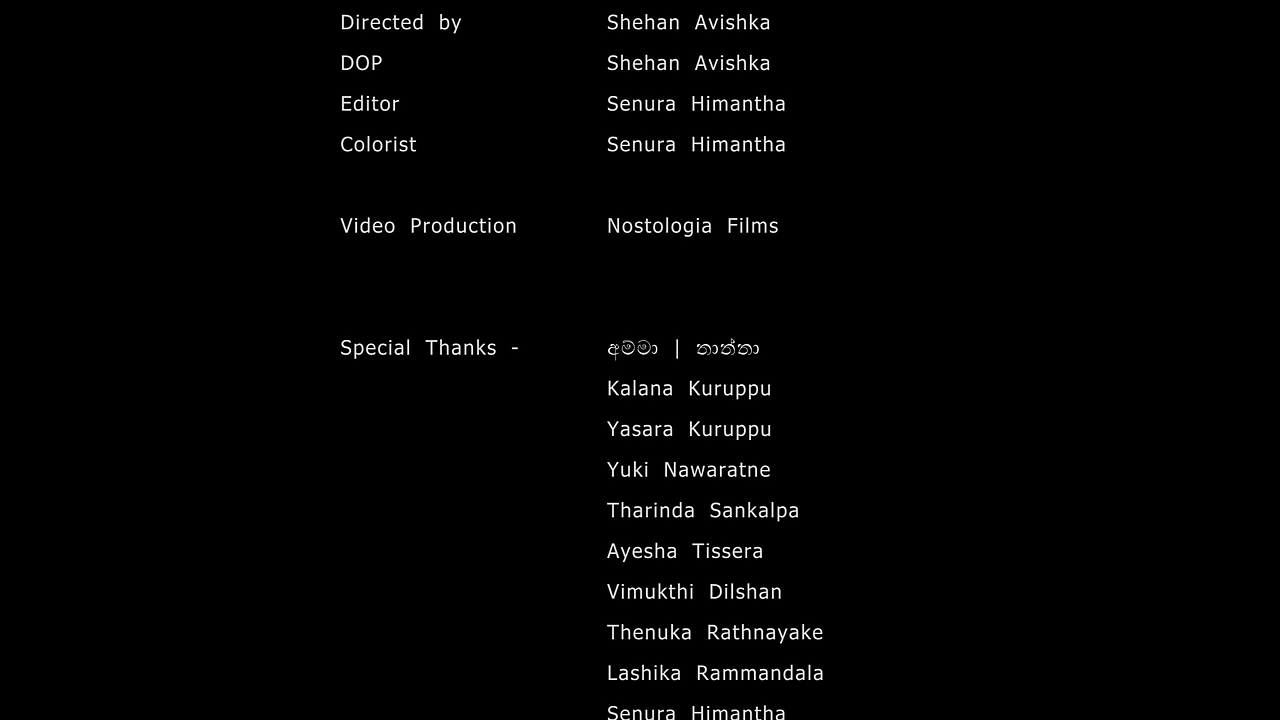 Directed by Shehan Avishka
DOP Shehan Avishka
Editor Senura Himantha
Colorist Senura Himantha
Video Production Nostologia Films
Special Thanks - අම්මා | තාත්තා
Kalana Kuruppu
Yasara Kuruppu
Yuki Nawaratne
Tharinda Sankalpa
Ayesha Tissera
Vimukthi Dilshan
Thenuka Rathnayake
Lashika Rammandala
Senura Himantha